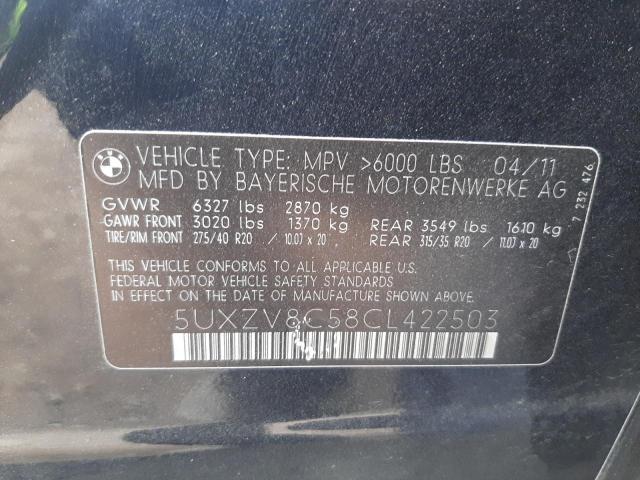 BMW
VEHICLE TYPE: MPV >6000 LBS 04/11
MFD BY BAYERISCHE MOTORENWERKE AG
GVWR 6327 lbs 2870 kg
GAWR FRONT 3020 lbs 1370 kg REAR 3549 lbs 1610 kg
TIRE/RIM FRONT 275/40 R20 / 10.0J x 20 REAR 315/35 R20 / 11.0J x 20
THIS VEHICLE CONFORMS TO ALL APPLICABLE U.S.
FEDERAL MOTOR VEHICLE SAFETY STANDARDS
IN EFFECT ON THE DATE OF MANUFACTURE SHOWN ABOVE.
5UXZV8C58CL422503
7 232 476